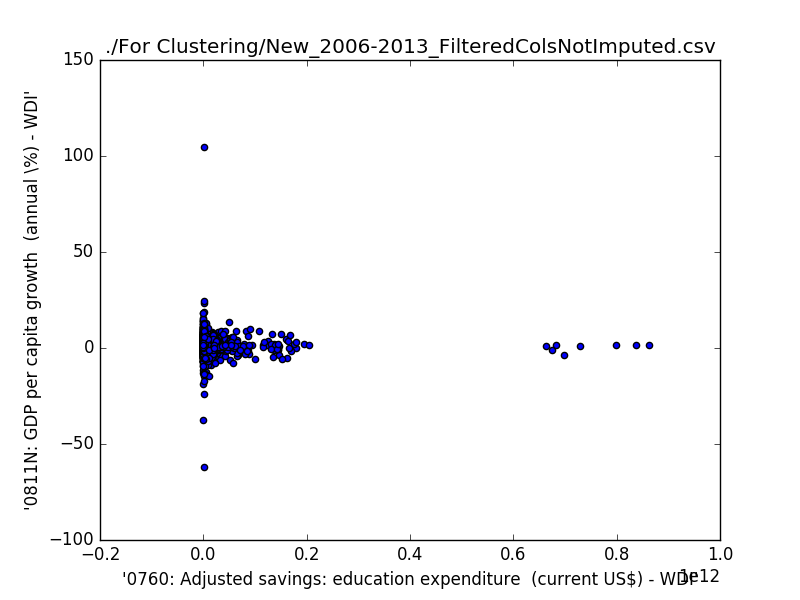 ./For Clustering/New_2006-2013_FilteredColsNotImputed.csv
150
100
50
0
−50
−100
'0811N: GDP per capita growth  (annual \%) - WDI'
−0.2 0.0 0.2 0.4 0.6 0.8 1.0
1e12
'0760: Adjusted savings: education expenditure  (current US$) - WDI'